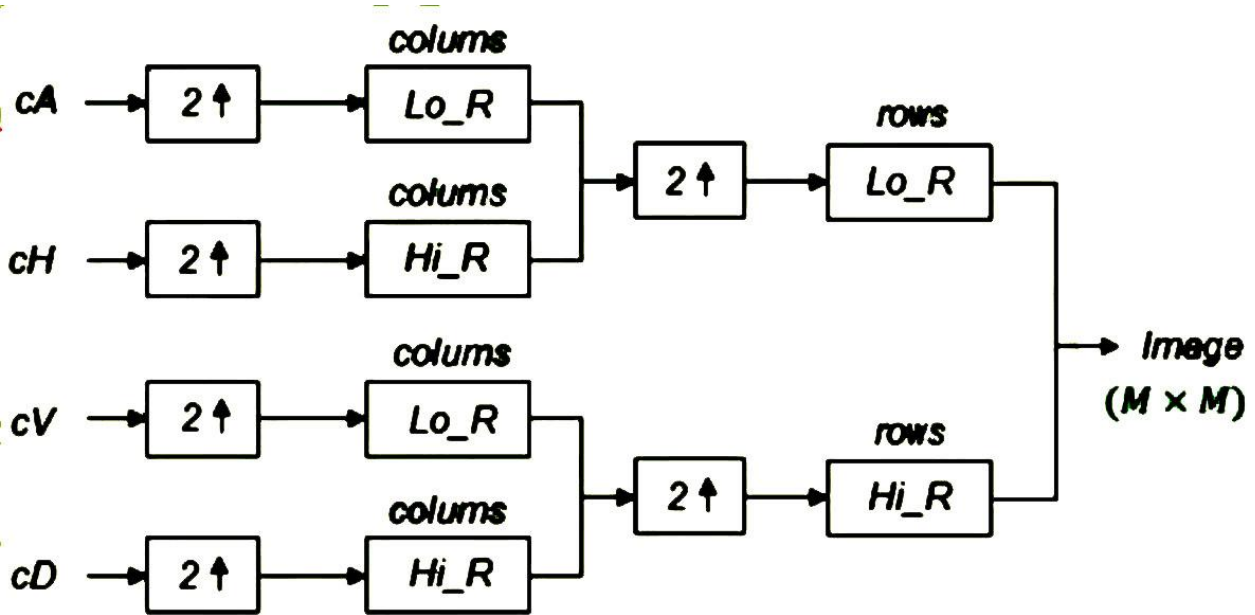 colums
cA 2↑ Lo_R
rows
2↑ Lo_R
colums
cH 2↑ Hi_R
colums
Image
(M × M)
cV 2↑ Lo_R
rows
2↑ Hi_R
colums
cD 2↑ Hi_R